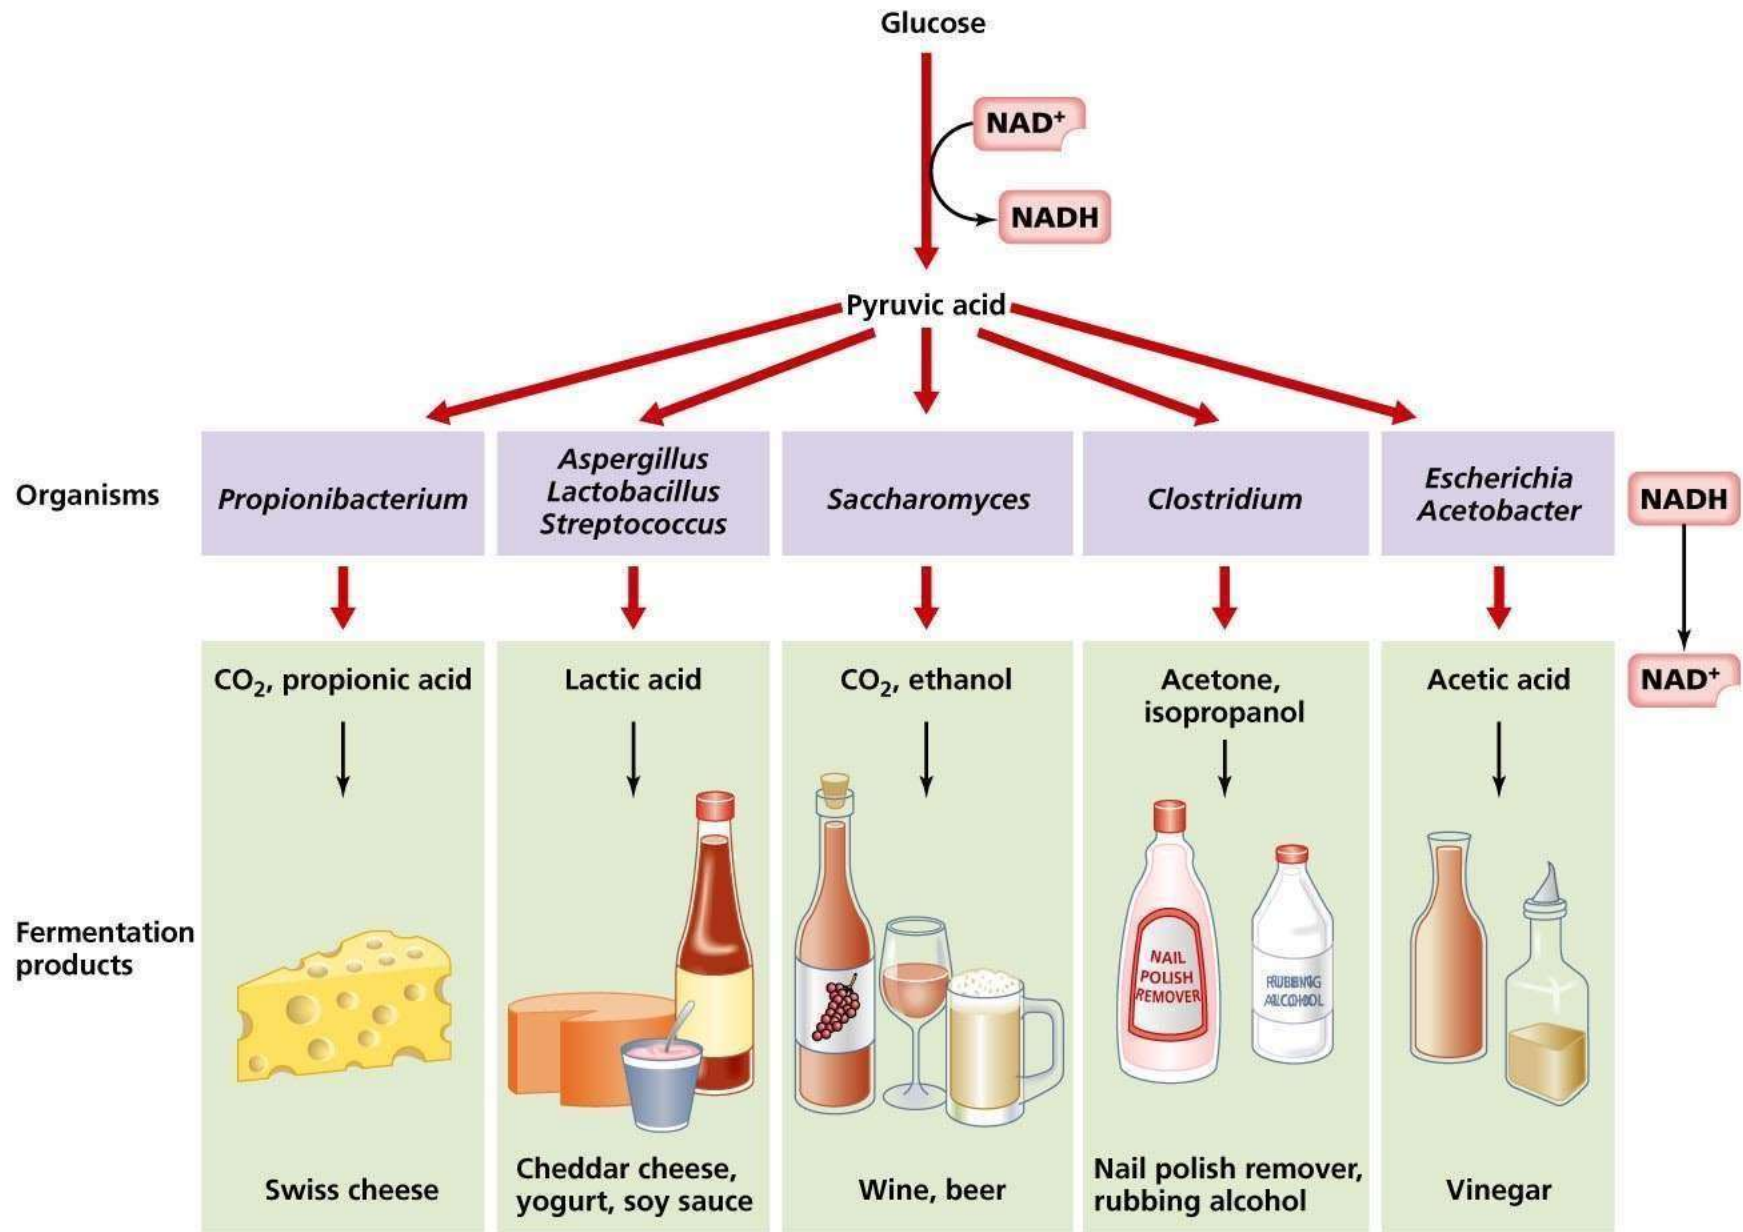 Glucose
NAD⁺
NADH
Pyruvic acid
Organisms
Propionibacterium
Aspergillus
Lactobacillus
Streptococcus
Saccharomyces
Clostridium
Escherichia
Acetobacter
NADH
CO₂, propionic acid
Lactic acid
CO₂, ethanol
Acetone,
isopropanol
Acetic acid
NAD⁺
Fermentation
products
NAIL
POLISH
REMOVER
RUBBING
ALCOHOL
Swiss cheese
Cheddar cheese,
yogurt, soy sauce
Wine, beer
Nail polish remover,
rubbing alcohol
Vinegar